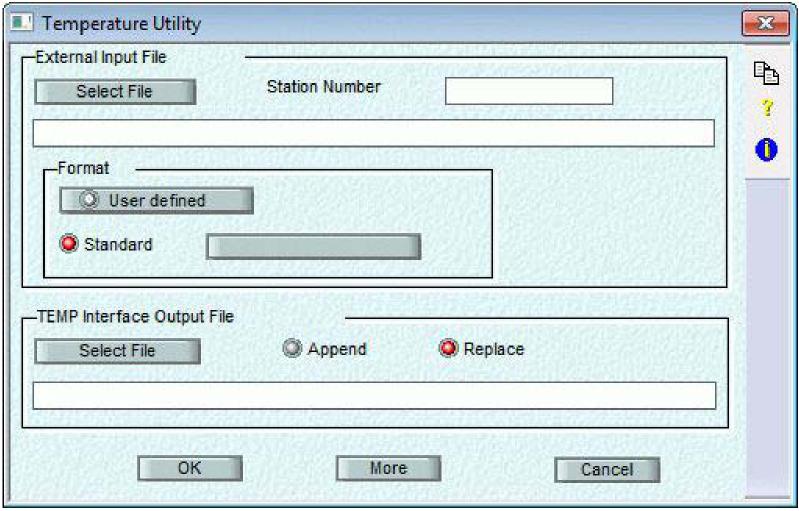 Temperature Utility
External Input File
Select File
Station Number
Format
User defined
Standard
TEMP Interface Output File
Select File
Append
Replace
OK
More
Cancel